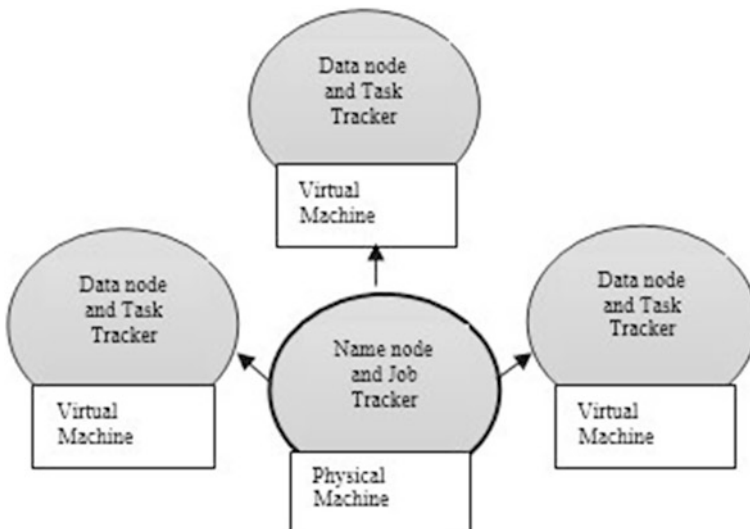 Data node
and Task
Tracker
Virtual
Machine
Data node
and Task
Tracker
Virtual
Machine
Name node
and Job
Tracker
Physical
Machine
Data node
and Task
Tracker
Virtual
Machine